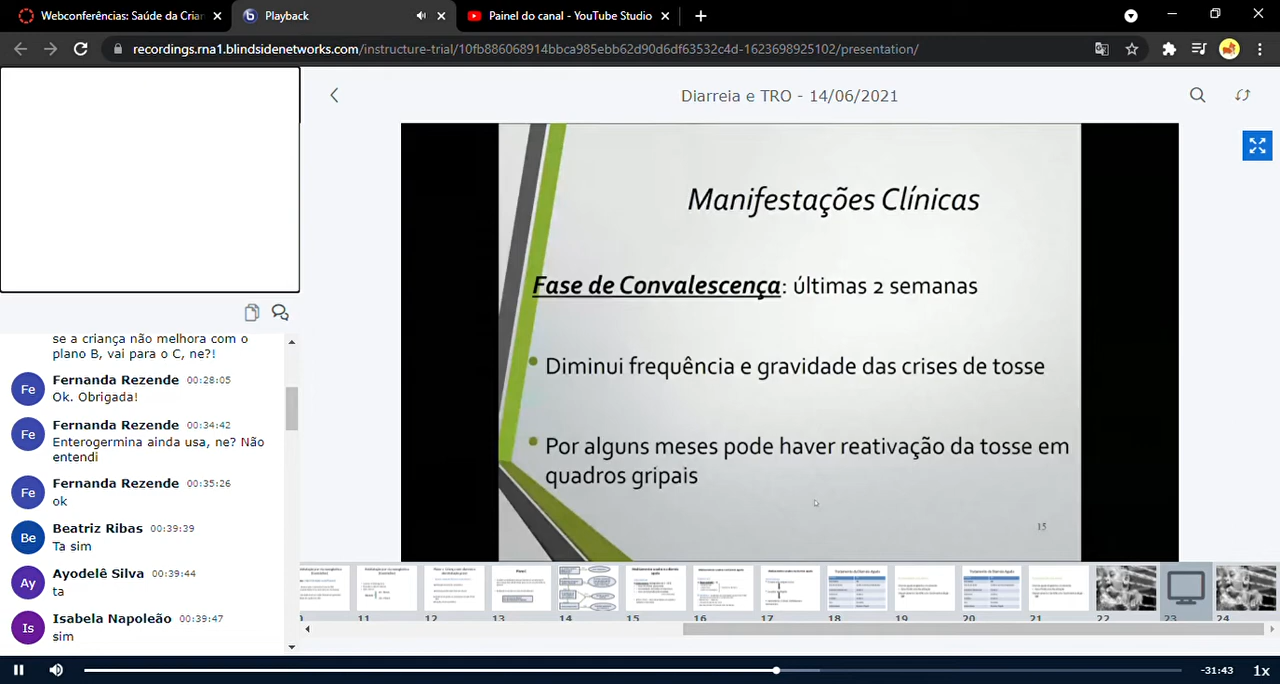 Webconferências: Saúde da Crian
Playback
Painel do canal - YouTube Studio
recordings.rna1.blindsidenetworks.com/instructure-trial/10fb886068914bbca985ebb62d90d6df63532c4d-1623698925102/presentation/
Diarreia e TRO - 14/06/2021
Manifestações Clínicas
Fase de Convalescença: últimas 2 semanas
• Diminui frequência e gravidade das crises de tosse
• Por alguns meses pode haver reativação da tosse em
quadros gripais
15
se a criança não melhora com o
plano B, vai para o C, ne?!
Fe
Fernanda Rezende 00:28:05
Ok. Obrigada!
Fe
Fernanda Rezende 00:34:42
Enterogermina ainda usa, ne? Não
entendi
Fe
Fernanda Rezende 00:35:26
ok
Be
Beatriz Ribas 00:39:39
Ta sim
Ay
Ayodelê Silva 00:39:44
ta
Is
Isabela Napoleão 00:39:47
sim
11 12 13 14 15 16 17 18 19 20 21 22 23 24
-31:43 1x